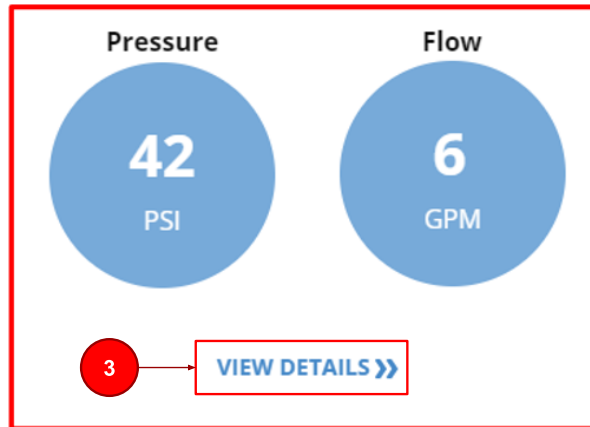 Pressure
Flow
42
PSI
6
GPM
3
VIEW DETAILS »